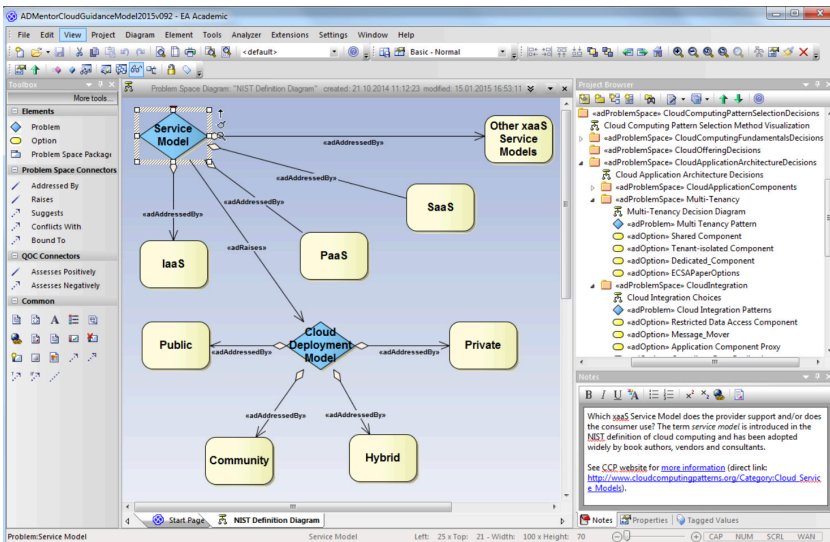 ADMentorCloudGuidanceModel2015v092 - EA Academic
File Edit View Project Diagram Element Tools Analyzer Extensions Settings Window Help
<default>
Basic - Normal
Toolbox
More tools...
Elements
Problem
Option
Problem Space Package
Problem Space Connectors
Addressed By
Raises
Suggests
Conflicts With
Bound To
QOC Connectors
Assesses Positively
Assesses Negatively
Common
Problem Space Diagram: "NIST Definition Diagram" created: 21.10.2014 11:12:23 modified: 15.01.2015 16:53:11
Service
Model
«adAddressedBy»
Other xaaS
Service
Models
«adAddressedBy»
SaaS
«adAddressedBy»
«adAddressedBy»
«adRaises»
IaaS
PaaS
Public
«adAddressedBy»
Cloud
Deployment
Model
«adAddressedBy»
Private
«adAddressedBy»
«adAddressedBy»
Community
Hybrid
Start Page
NIST Definition Diagram
Project Browser
«adProblemSpace» CloudComputingPatternSelectionDecisions
Cloud Computing Pattern Selection Method Visualization
«adProblemSpace» CloudComputingFundamentalsDecisions
«adProblemSpace» CloudOfferingDecisions
«adProblemSpace» CloudApplicationArchitectureDecisions
Cloud Application Architecture Decisions
«adProblemSpace» CloudApplicationComponents
«adProblemSpace» Multi-Tenancy
Multi-Tenancy Decision Diagram
«adProblem» Multi Tenancy Pattern
«adOption» Shared Component
«adOption» Tenant-isolated Component
«adOption» Dedicated_Component
«adOption» ECSAPaperOptions
«adProblemSpace» CloudIntegration
Cloud Integration Choices
«adProblem» Cloud Integration Patterns
«adOption» Restricted Data Access Component
«adOption» Message_Mover
«adOption» Application Component Proxy
Notes
B I U A
Which xaaS Service Model does the provider support and/or does
the consumer use? The term service model is introduced in the
NIST definition of cloud computing and has been adopted
widely by book authors, vendors and consultants.
See CCP website for more information (direct link:
http://www.cloudcomputingpatterns.org/Category:Cloud_Servic
e_Models).
Notes Properties Tagged Values
Problem:Service Model Service Model Left: 25 x Top: 21 - Width: 100 x Height: 70 CAP NUM SCRL WAN